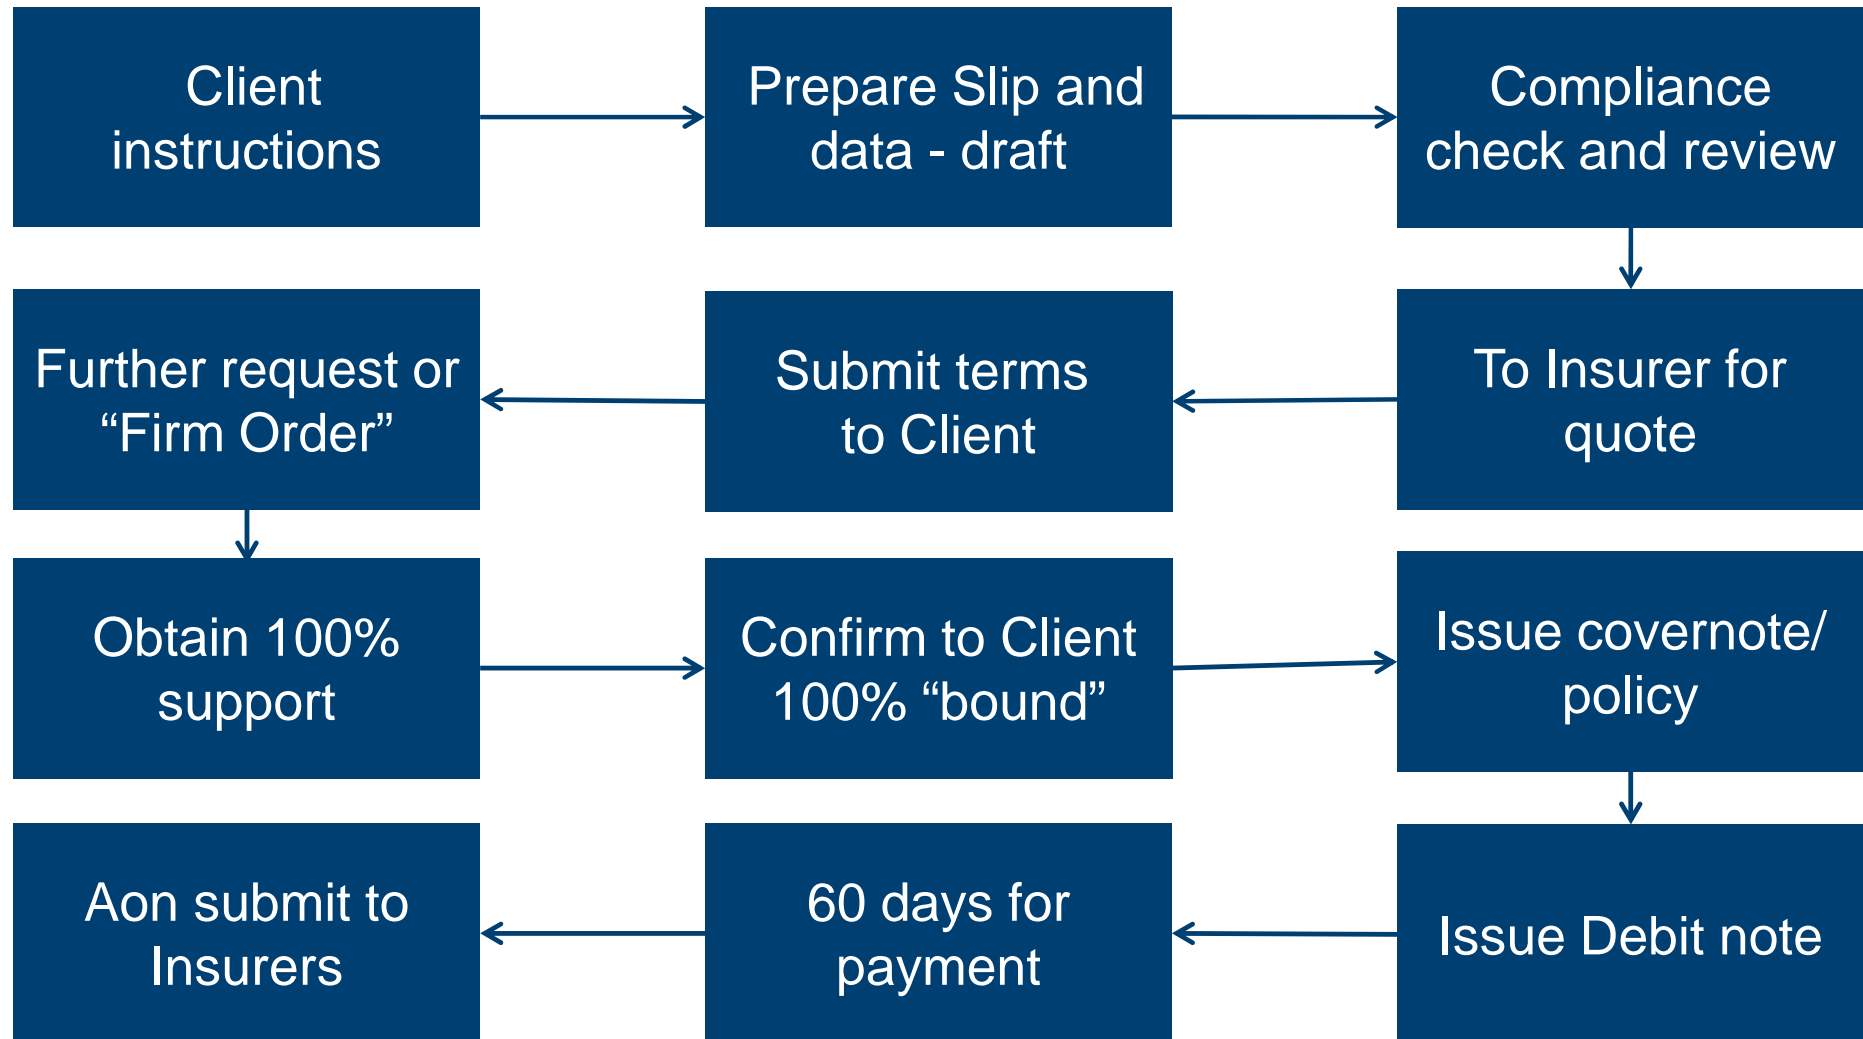 Client
instructions
Prepare Slip and
data - draft
Compliance
check and review
To Insurer for
quote
Submit terms
to Client
Further request or
“Firm Order”
Obtain 100%
support
Confirm to Client
100% “bound”
Issue covernote/
policy
Issue Debit note
60 days for
payment
Aon submit to
Insurers